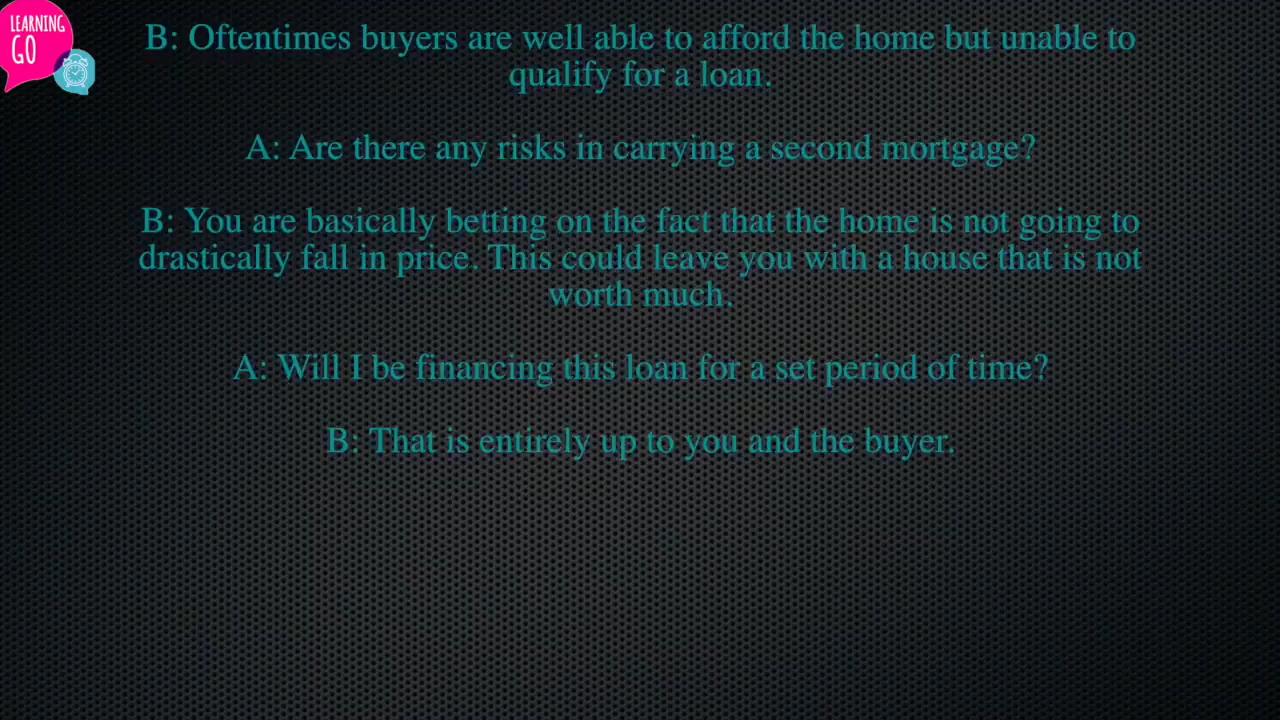 LEARNING
GO
B: Oftentimes buyers are well able to afford the home but unable to
qualify for a loan.
A: Are there any risks in carrying a second mortgage?
B: You are basically betting on the fact that the home is not going to
drastically fall in price. This could leave you with a house that is not
worth much.
A: Will I be financing this loan for a set period of time?
B: That is entirely up to you and the buyer.